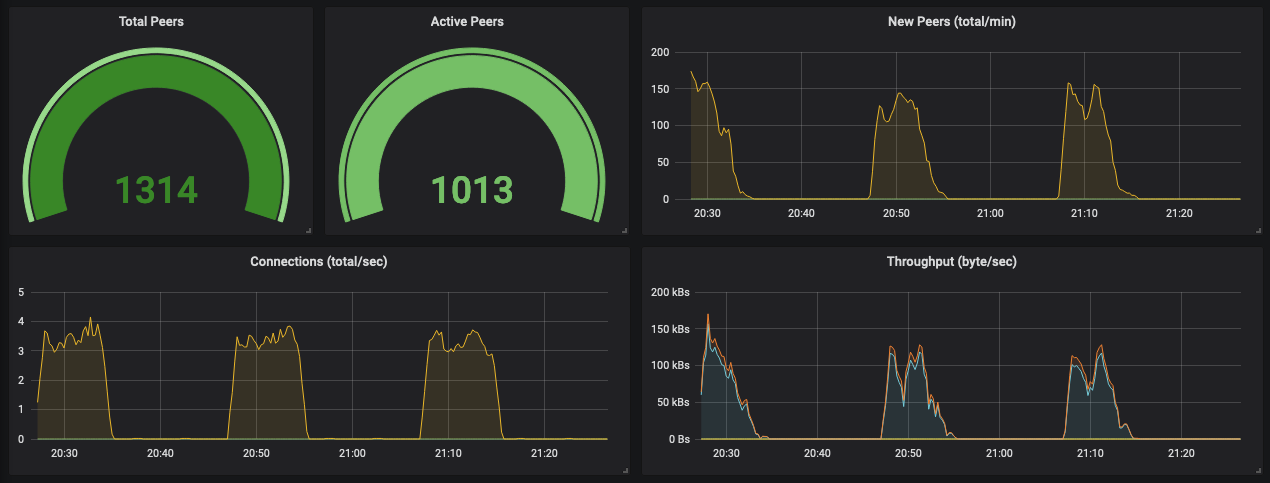 Total Peers
1314
Active Peers
1013
New Peers (total/min)
200
150
100
50
0
20:30 20:40 20:50 21:00 21:10 21:20
Connections (total/sec)
5
4
3
2
1
0
20:30 20:40 20:50 21:00 21:10 21:20
Throughput (byte/sec)
200 kBs
150 kBs
100 kBs
50 kBs
0 Bs
20:30 20:40 20:50 21:00 21:10 21:20